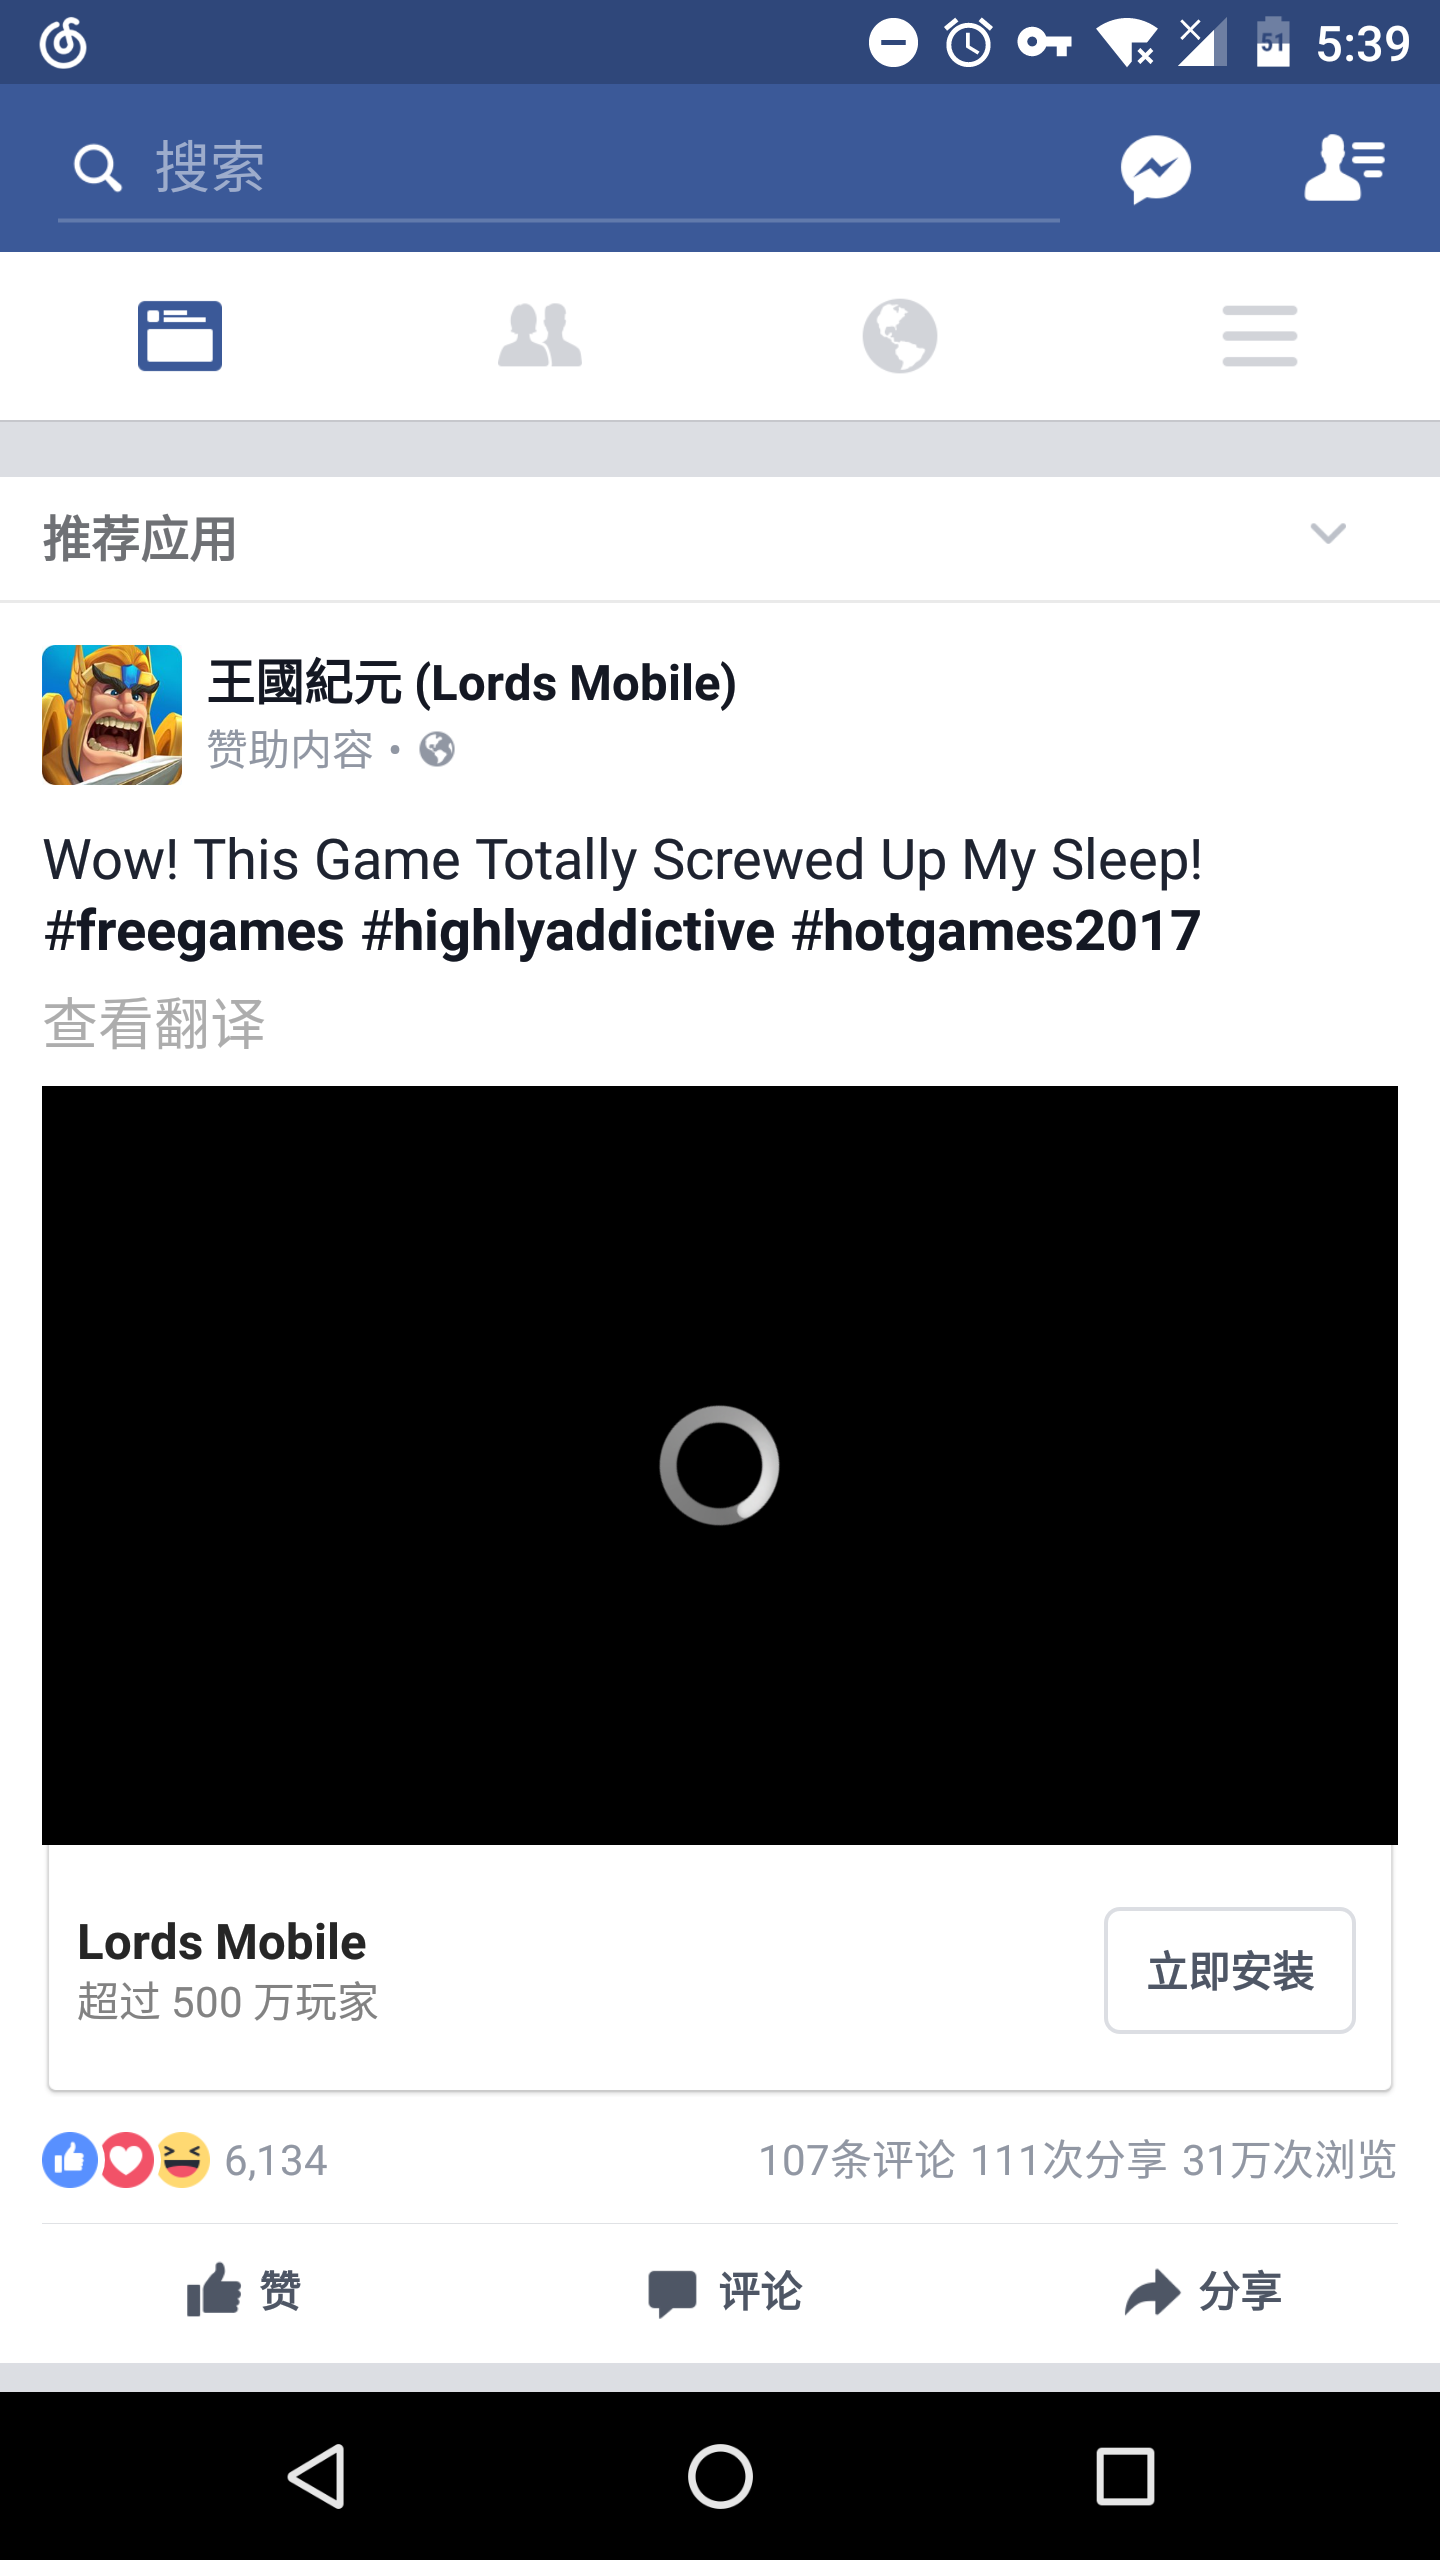 51 5:39
搜索
推荐应用
王國紀元 (Lords Mobile)
赞助内容 •
Wow! This Game Totally Screwed Up My Sleep!
#freegames #highlyaddictive #hotgames2017
查看翻译
Lords Mobile
超过 500 万玩家
立即安装
6,134 107条评论 111次分享 31万次浏览
赞 评论 分享